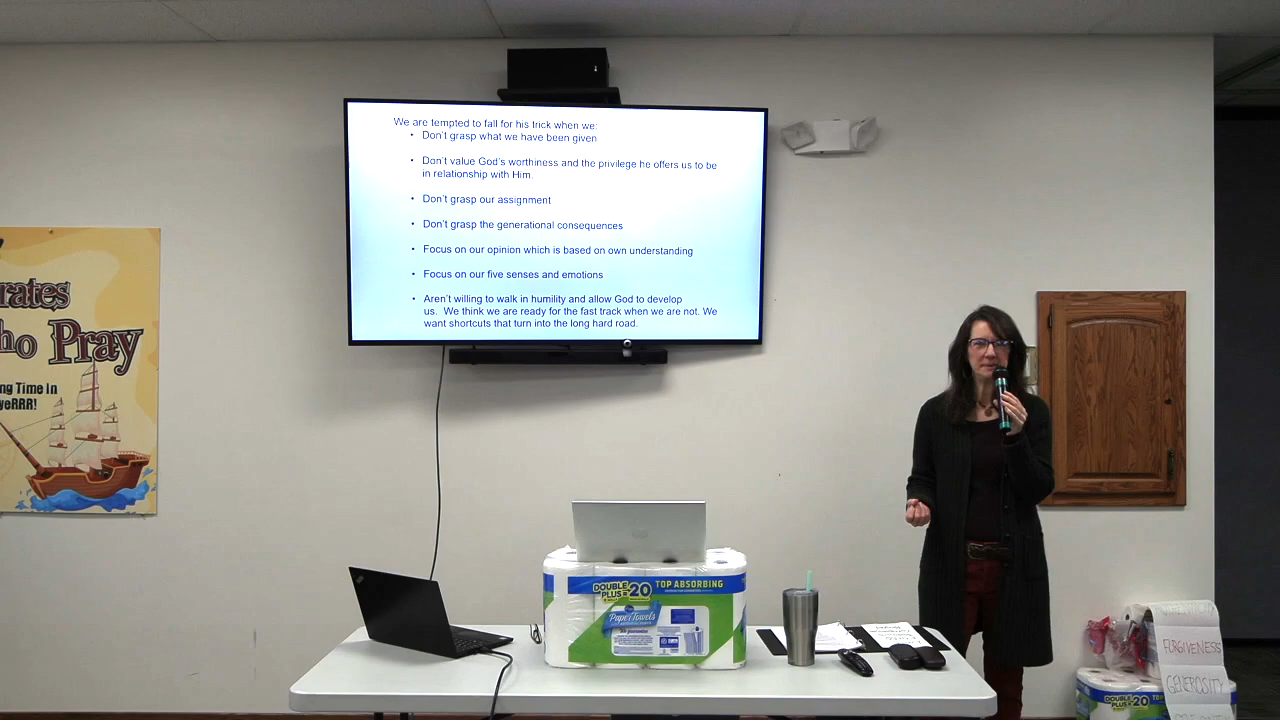 We are tempted to fall for his trick when we:
• Don't grasp what we have been given
• Don't value God's worthiness and the privilege he offers us to be
in relationship with Him.
• Don't grasp our assignment
• Don't grasp the generational consequences
• Focus on our opinion which is based on own understanding
• Focus on our five senses and emotions
• Aren't willing to walk in humility and allow God to develop
us. We think we are ready for the fast track when we are not. We
want shortcuts that turn into the long hard road.
rates
ho Pray
ng Time In
yeRRR!
DOUBLE
PLUS
20
TOP ABSORBING
Paper Towels
FORGIVENESS
GENEROSITY
DOUBLE
PLUS
20